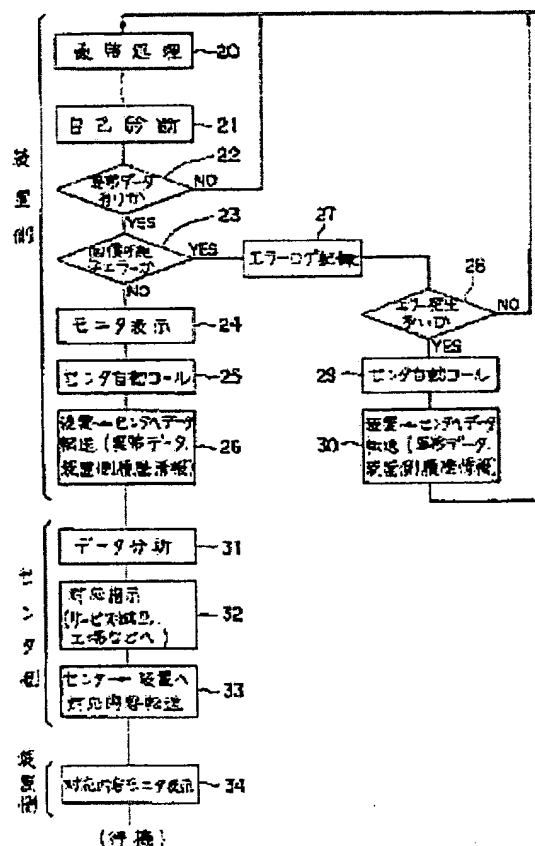 装置側
通常処理 20
自己診断 21
異常データ 22
ありか
NO
YES
回復可能 23
エラーか
YES
NO
エラーログ記録 27
エラー発生 28
多いか
NO
YES
モニタ表示 24
センタ自動コール 25
センタ自動コール 29
装置→センタへデータ
転送(異常データ、 26
装置側履歴情報)
装置→センタへデータ
30 転送(異常データ、
装置側履歴情報)
センタ側
データ分析 31
対応指示 32
(サービス拠点、
工場などへ)
センター→装置へ 33
対応内容転送
装置側
対応内容モニタ表示 34
(待機)